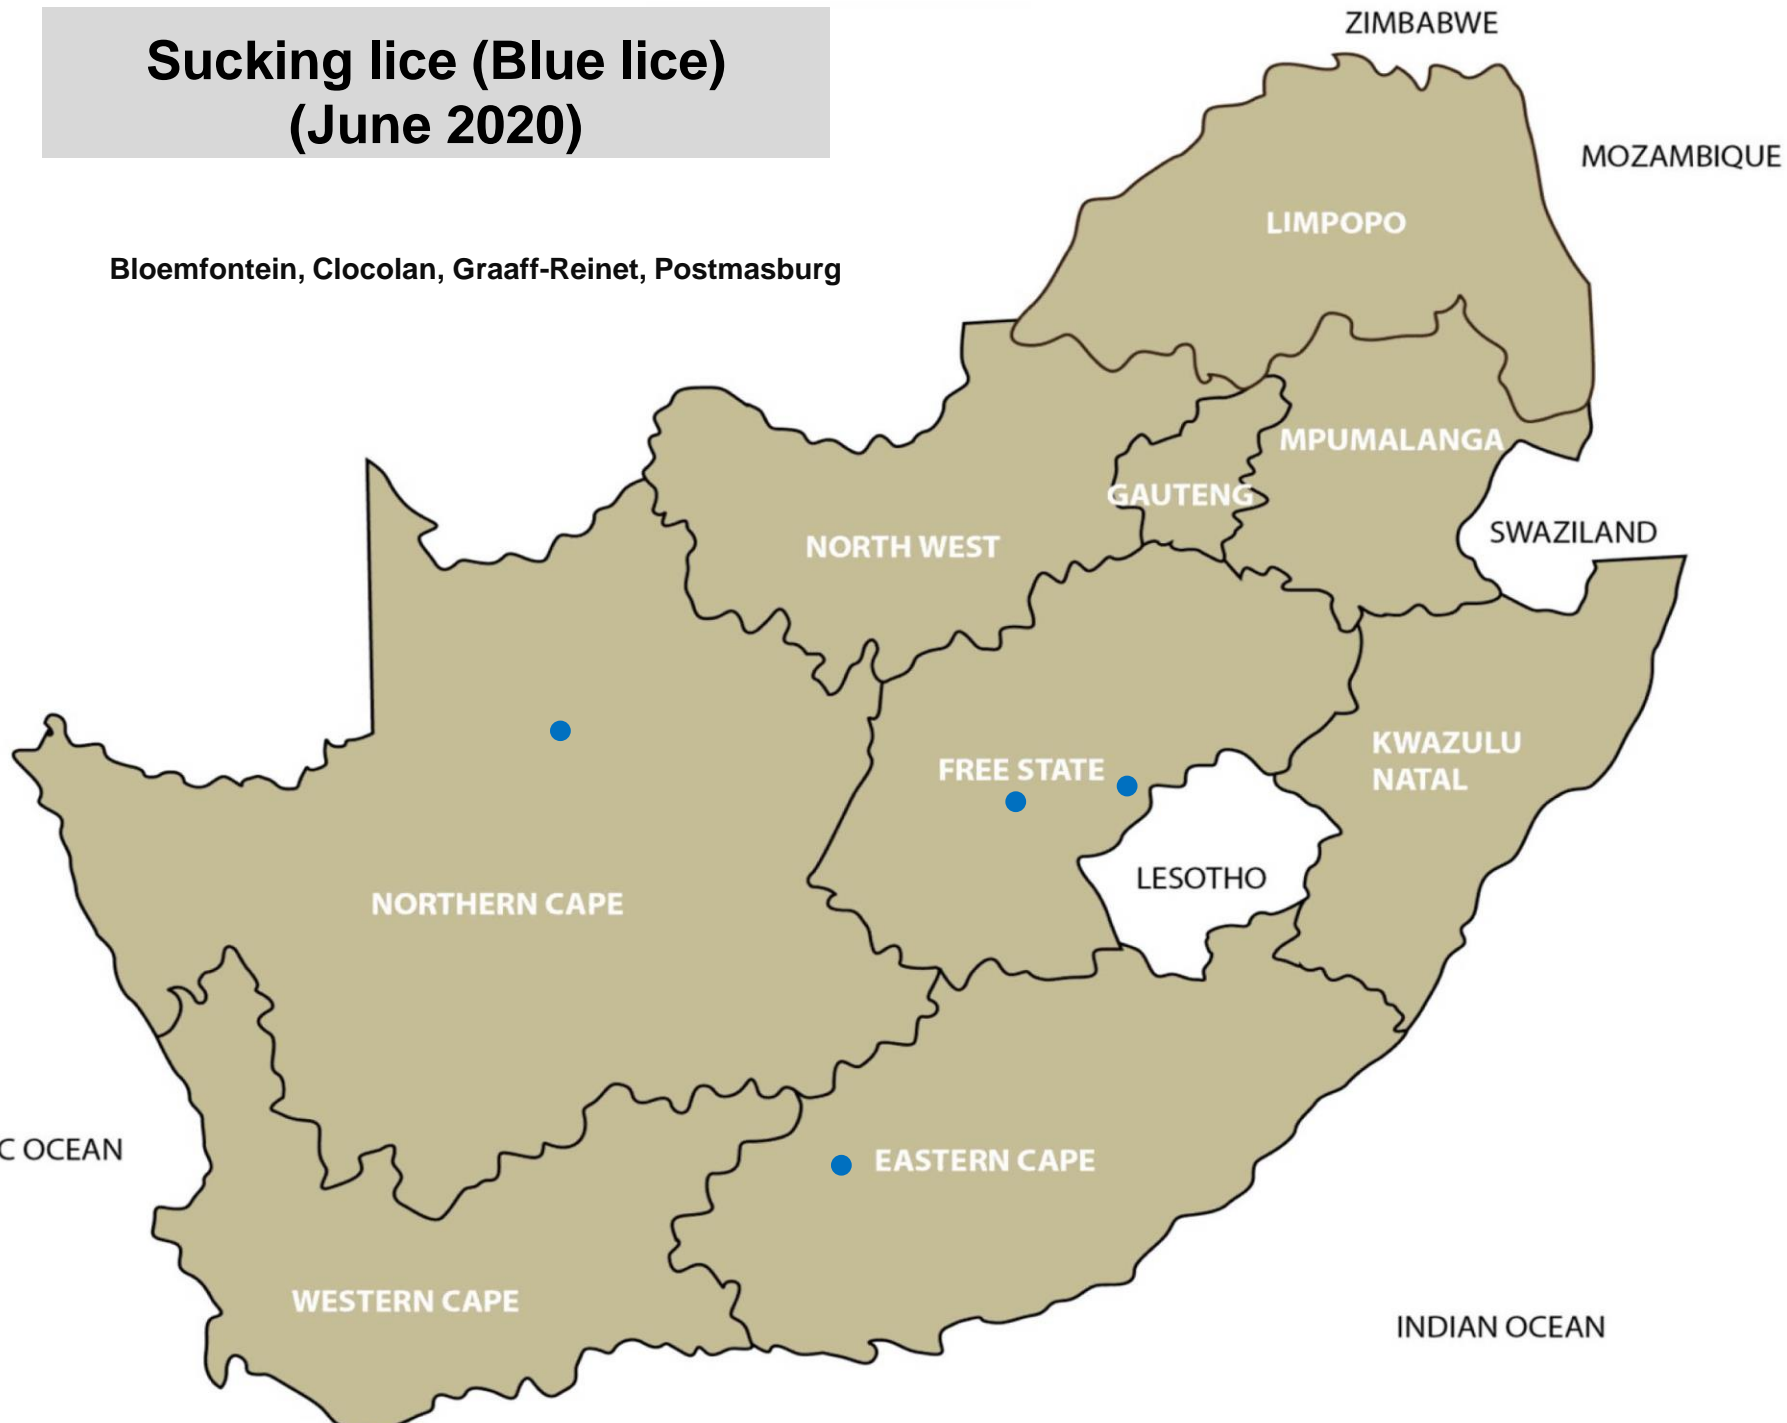 Sucking lice (Blue lice)
(June 2020)
Bloemfontein, Clocolan, Graaff-Reinet, Postmasburg
ZIMBABWE
MOZAMBIQUE
LIMPOPO
MPUMALANGA
GAUTENG
SWAZILAND
NORTH WEST
KWAZULU
NATAL
FREE STATE
LESOTHO
NORTHERN CAPE
C OCEAN
EASTERN CAPE
WESTERN CAPE
INDIAN OCEAN